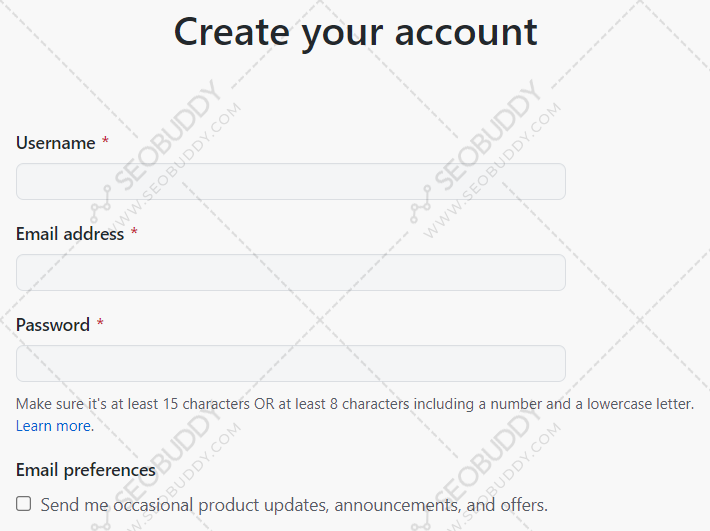 Create your account
Username *
Email address *
Password *
Make sure it's at least 15 characters OR at least 8 characters including a number and a lowercase letter.
Learn more.
Email preferences
Send me occasional product updates, announcements, and offers.
SEOBUDDY
WWW.SEOBUDDY.COM
SEOBUDDY
WWW.SEOBUDDY.COM
SEOBUDDY
WWW.SEOBUDDY.COM
SEOBUDDY
WWW.SEOBUDDY.COM